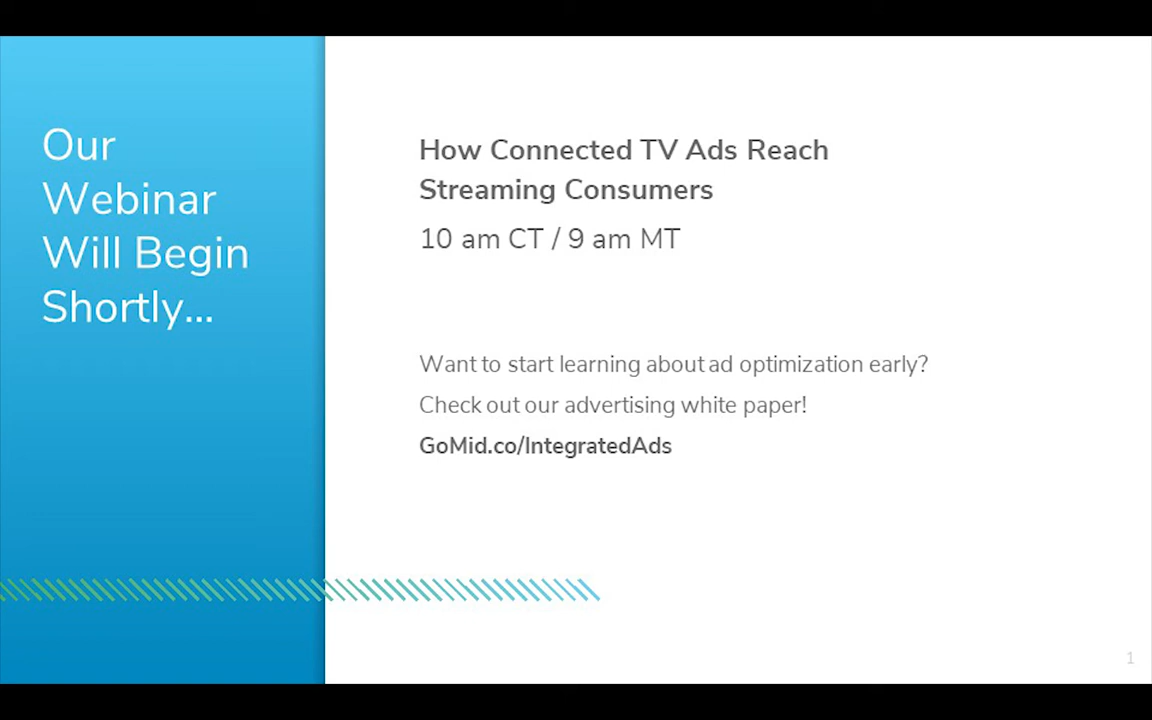 Our
Webinar
Will Begin
Shortly...
How Connected TV Ads Reach
Streaming Consumers
10 am CT / 9 am MT
Want to start learning about ad optimization early?
Check out our advertising white paper!
GoMid.co/IntegratedAds
1